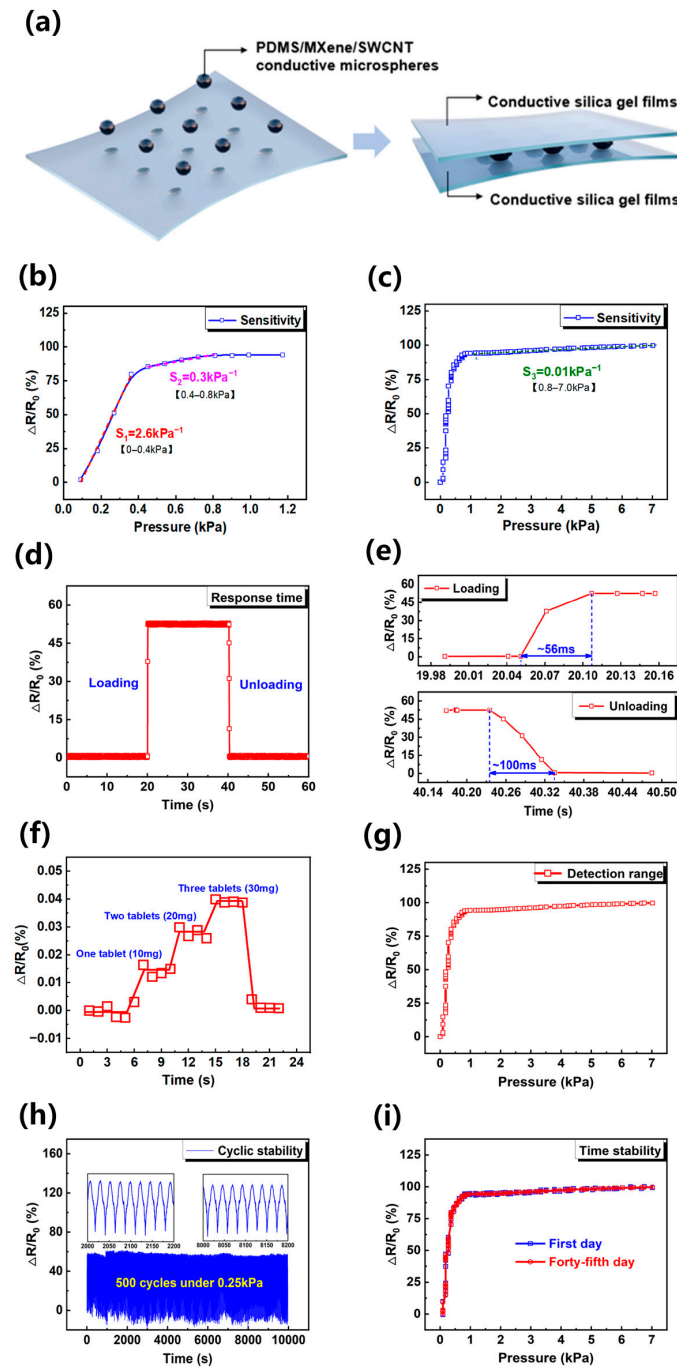 (a)
PDMS/MXene/SWCNT
conductive microspheres
Conductive silica gel films
Conductive silica gel films
(b)
Sensitivity
ΔR/R₀ (%)
125
100
75
50
25
0
S₂=0.3kPa⁻¹
【0.4–0.8kPa】
S₁=2.6kPa⁻¹
【0–0.4kPa】
0.0 0.2 0.4 0.6 0.8 1.0 1.2
Pressure (kPa)
(c)
Sensitivity
ΔR/R₀ (%)
125
100
75
50
25
0
S₃=0.01kPa⁻¹
【0.8–7.0kPa】
0 1 2 3 4 5 6 7
Pressure (kPa)
(d)
Response time
ΔR/R₀ (%)
60
45
30
15
0
Loading
Unloading
0 10 20 30 40 50 60
Time (s)
(e)
Loading
ΔR/R₀ (%)
60
45
30
15
0
~56ms
19.98 20.01 20.04 20.07 20.10 20.13 20.16
Unloading
ΔR/R₀ (%)
60
45
30
15
0
~100ms
40.14 40.20 40.26 40.32 40.38 40.44 40.50
Time (s)
(f)
ΔR/R₀(%)
0.05
0.04
0.03
0.02
0.01
0.00
−0.01
Three tablets (30mg)
Two tablets (20mg)
One tablet (10mg)
0 3 6 9 12 15 18 21 24
Time (s)
(g)
Detection range
ΔR/R₀ (%)
125
100
75
50
25
0
0 1 2 3 4 5 6 7
Pressure (kPa)
(h)
Cyclic stability
ΔR/R₀ (%)
160
120
80
40
0
2000 2050 2100 2150 2200
8000 8050 8100 8150 8200
500 cycles under 0.25kPa
0 2000 4000 6000 8000 10000
Time (s)
(i)
Time stability
ΔR/R₀ (%)
125
100
75
50
25
0
First day
Forty-fifth day
0 1 2 3 4 5 6 7
Pressure (kPa)